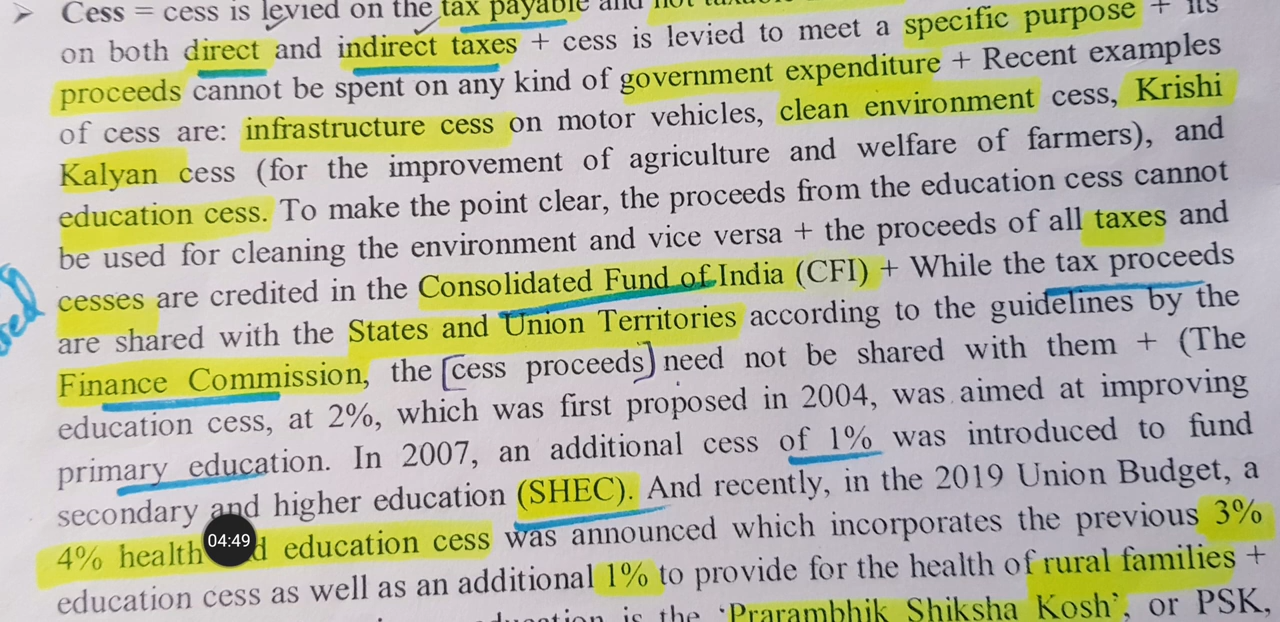 ➤ Cess = cess is levied on the tax payable and not taxable
on both direct and indirect taxes + cess is levied to meet a specific purpose + its
proceeds cannot be spent on any kind of government expenditure + Recent examples
of cess are: infrastructure cess on motor vehicles, clean environment cess, Krishi
Kalyan cess (for the improvement of agriculture and welfare of farmers), and
education cess. To make the point clear, the proceeds from the education cess cannot
be used for cleaning the environment and vice versa + the proceeds of all taxes and
cesses are credited in the Consolidated Fund of India (CFI) + While the tax proceeds
are shared with the States and Union Territories according to the guidelines by the
Finance Commission, the [cess proceeds] need not be shared with them + (The
education cess, at 2%, which was first proposed in 2004, was aimed at improving
primary education. In 2007, an additional cess of 1% was introduced to fund
secondary and higher education (SHEC). And recently, in the 2019 Union Budget, a
4% health d education cess was announced which incorporates the previous 3%
04:49
education cess as well as an additional 1% to provide for the health of rural families +
is the ‘Prarambhik Shiksha Kosh’, or PSK,